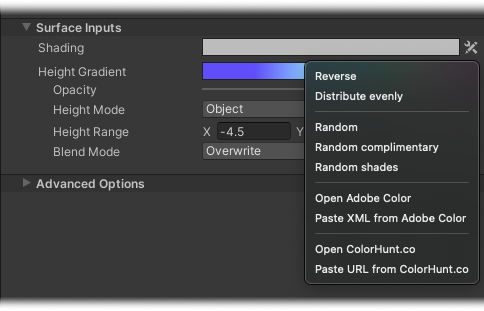 Surface Inputs
Shading
Height Gradient
Opacity
Height Mode Object
Height Range X -4.5 Y
Blend Mode Overwrite
Advanced Options
Reverse
Distribute evenly
Random
Random complimentary
Random shades
Open Adobe Color
Paste XML from Adobe Color
Open ColorHunt.co
Paste URL from ColorHunt.co